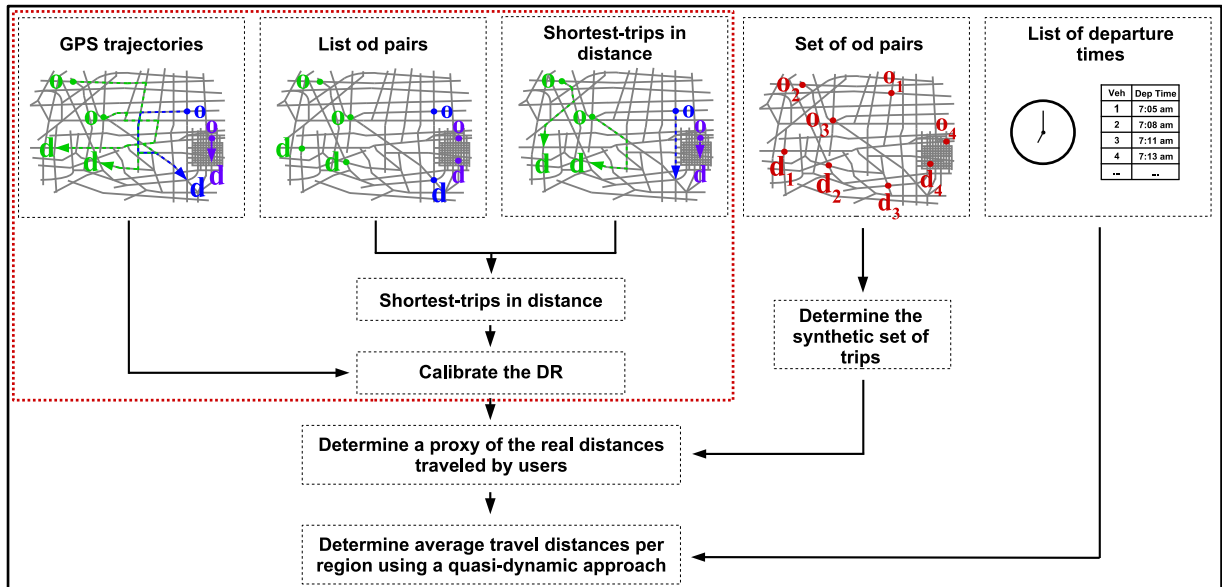 GPS trajectories
o
o
o
o
d
d
d
d
List od pairs
o
o
o
o
d
d
d
d
Shortest-trips in
distance
o
o
o
o
d
d
d
d
Set of od pairs
o1
o2
o3
o4
d1
d2
d3
d4
List of departure
times
Veh Dep Time
1 7:05 am
2 7:08 am
3 7:11 am
4 7:13 am
... ...
Shortest-trips in distance
Calibrate the DR
Determine the
synthetic set of
trips
Determine a proxy of the real distances
traveled by users
Determine average travel distances per
region using a quasi-dynamic approach